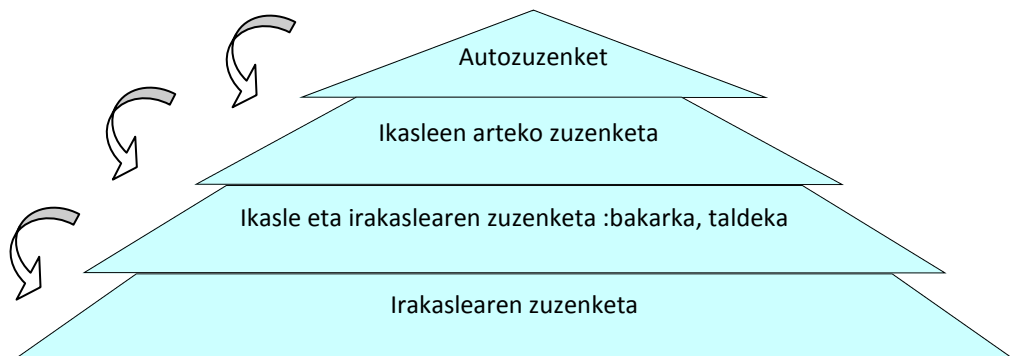 Autozuzenket
Ikasleen arteko zuzenketa
Ikasle eta irakaslearen zuzenketa :bakarka, taldeka
Irakaslearen zuzenketa